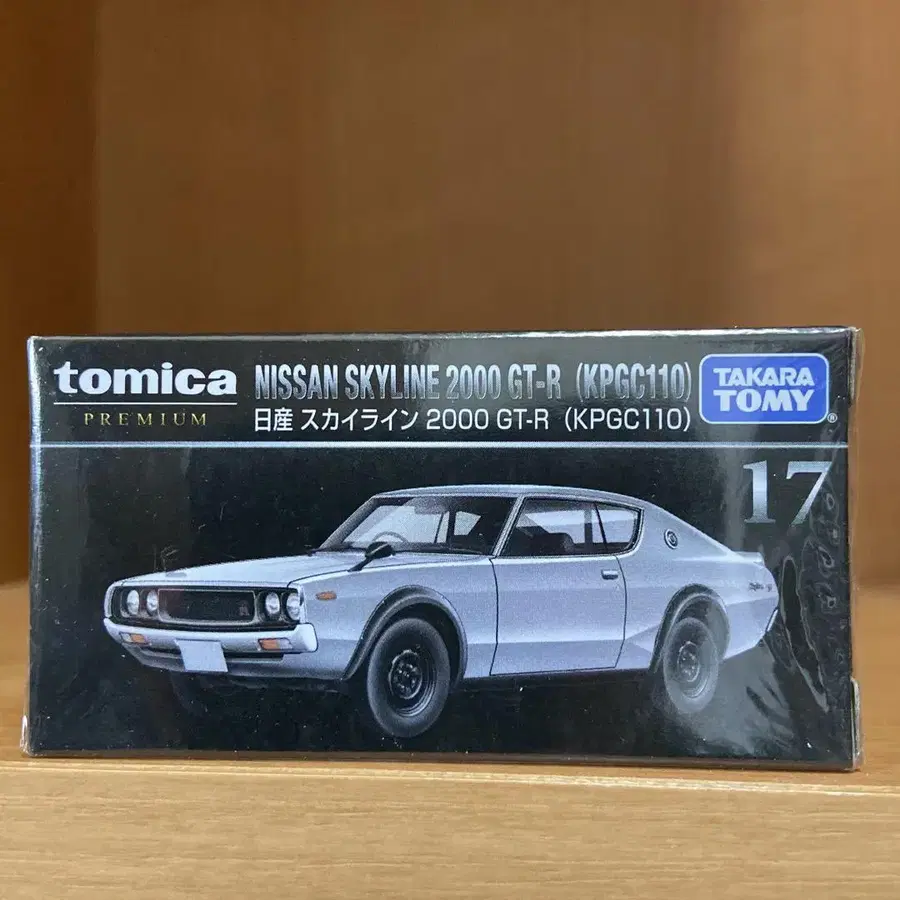 tomica
PREMIUM
NISSAN SKYLINE 2000 GT-R (KPGC110)
日産 スカイライン 2000 GT-R (KPGC110)
TAKARA
TOMY
®
17